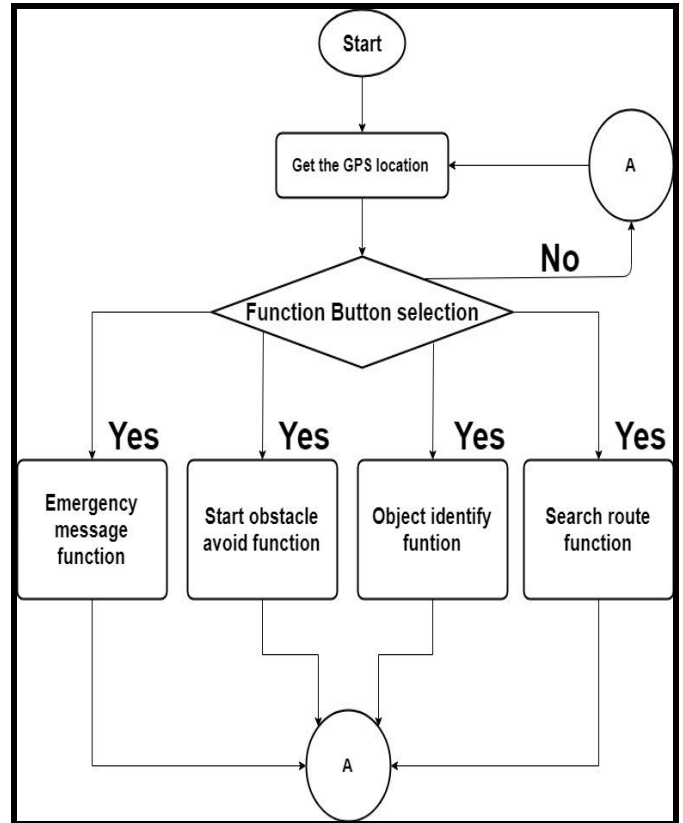 Start
Get the GPS location
A
No
Function Button selection
Yes
Yes
Yes
Yes
Emergency
message
function
Start obstacle
avoid function
Object identify
funtion
Search route
function
A